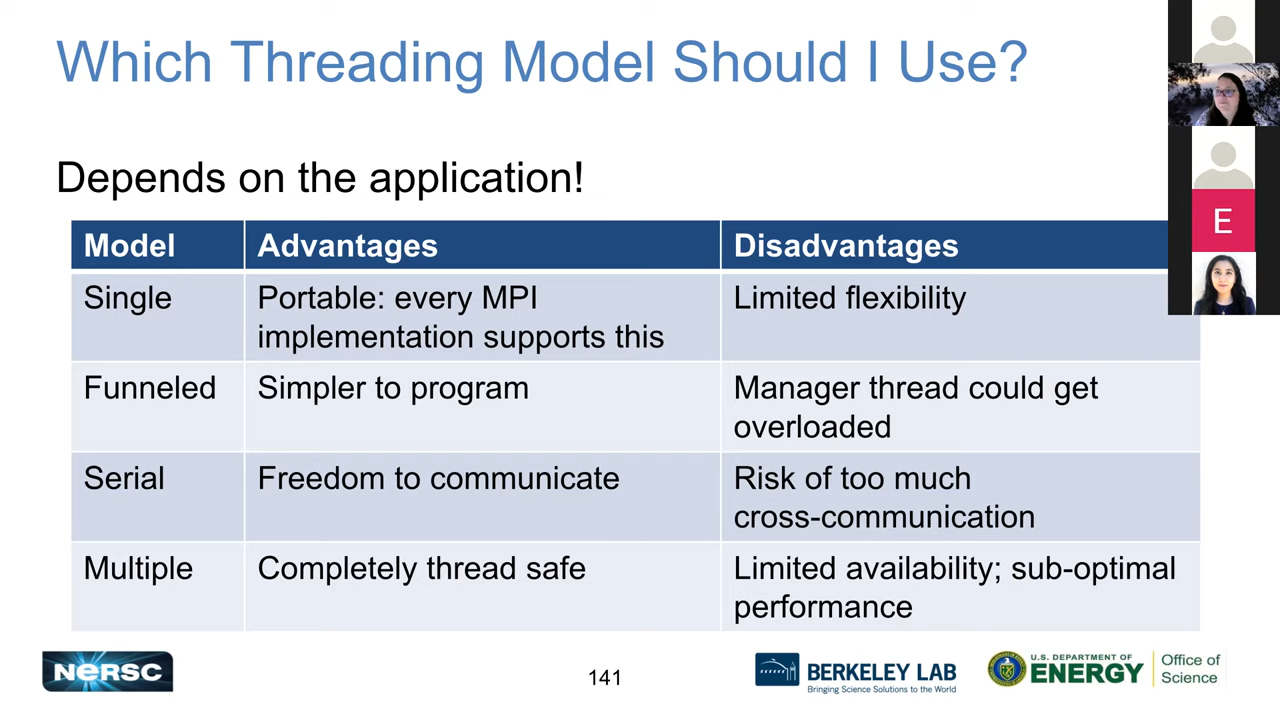 Which Threading Model Should I Use?
Depends on the application!
Model Advantages Disadvantages
Single Portable: every MPI Limited flexibility
implementation supports this
Funneled Simpler to program Manager thread could get
overloaded
Serial Freedom to communicate Risk of too much
cross-communication
Multiple Completely thread safe Limited availability; sub-optimal
performance
E
NERSC
141
BERKELEY LAB
Bringing Science Solutions to the World
U.S. DEPARTMENT OF
ENERGY
Office of
Science